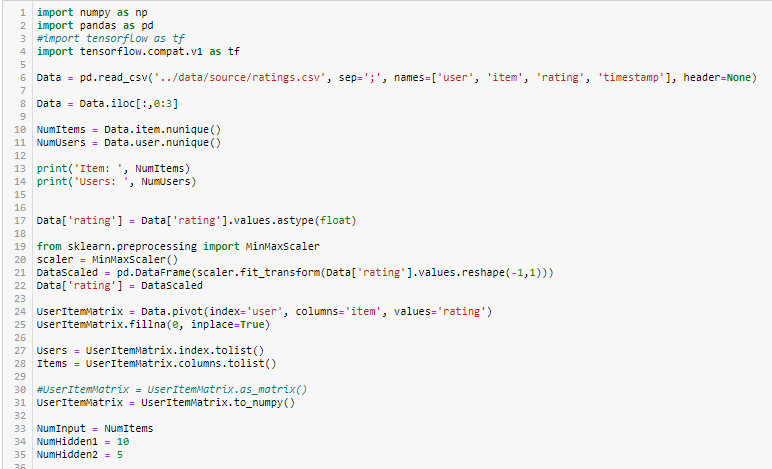 1 import numpy as np
2 import pandas as pd
3 #import tensorflow as tf
4 import tensorflow.compat.v1 as tf
5
6 Data = pd.read_csv('../data/source/ratings.csv', sep=';', names=['user', 'item', 'rating', 'timestamp'], header=None)
7
8 Data = Data.iloc[:,0:3]
9
10 NumItems = Data.item.nunique()
11 NumUsers = Data.user.nunique()
12
13 print('Item: ', NumItems)
14 print('Users: ', NumUsers)
15
16
17 Data['rating'] = Data['rating'].values.astype(float)
18
19 from sklearn.preprocessing import MinMaxScaler
20 scaler = MinMaxScaler()
21 DataScaled = pd.DataFrame(scaler.fit_transform(Data['rating'].values.reshape(-1,1)))
22 Data['rating'] = DataScaled
23
24 UserItemMatrix = Data.pivot(index='user', columns='item', values='rating')
25 UserItemMatrix.fillna(0, inplace=True)
26
27 Users = UserItemMatrix.index.tolist()
28 Items = UserItemMatrix.columns.tolist()
29
30 #UserItemMatrix = UserItemMatrix.as_matrix()
31 UserItemMatrix = UserItemMatrix.to_numpy()
32
33 NumInput = NumItems
34 NumHidden1 = 10
35 NumHidden2 = 5
36